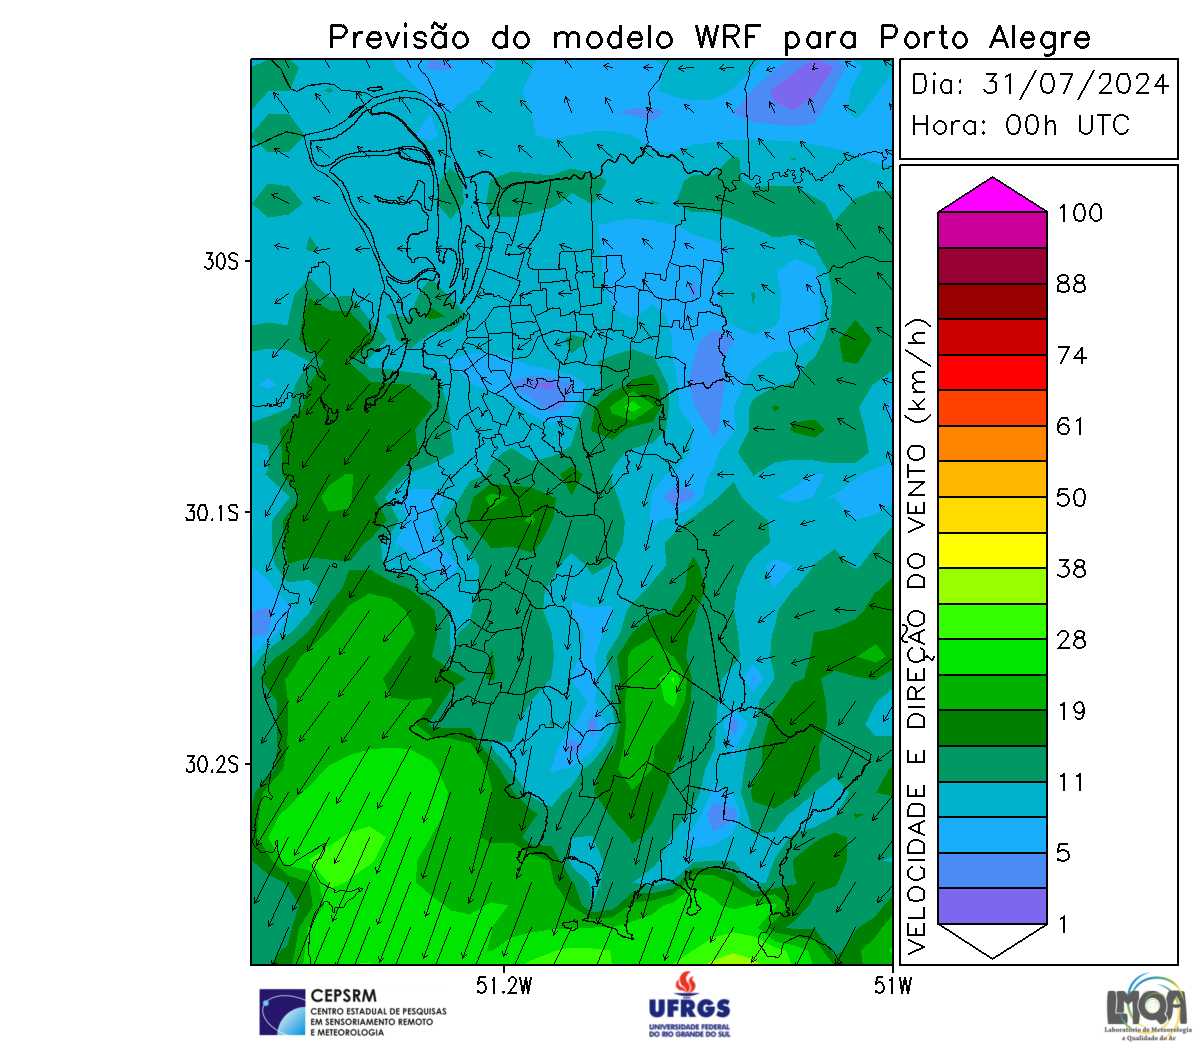 Previsão do modelo WRF para Porto Alegre
Dia: 31/07/2024
Hora: 00h UTC
100
88
74
61
50
38
28
19
11
5
1
VELOCIDADE E DIREÇÃO DO VENTO (km/h)
30S
30.1S
30.2S
51.2W
51W
CEPSRM
CENTRO ESTADUAL DE PESQUISAS
EM SENSORIAMENTO REMOTO
E METEOROLOGIA
UFRGS
UNIVERSIDADE FEDERAL
DO RIO GRANDE DO SUL
LMQA
Laboratório de Meteorologia
e Qualidade do Ar